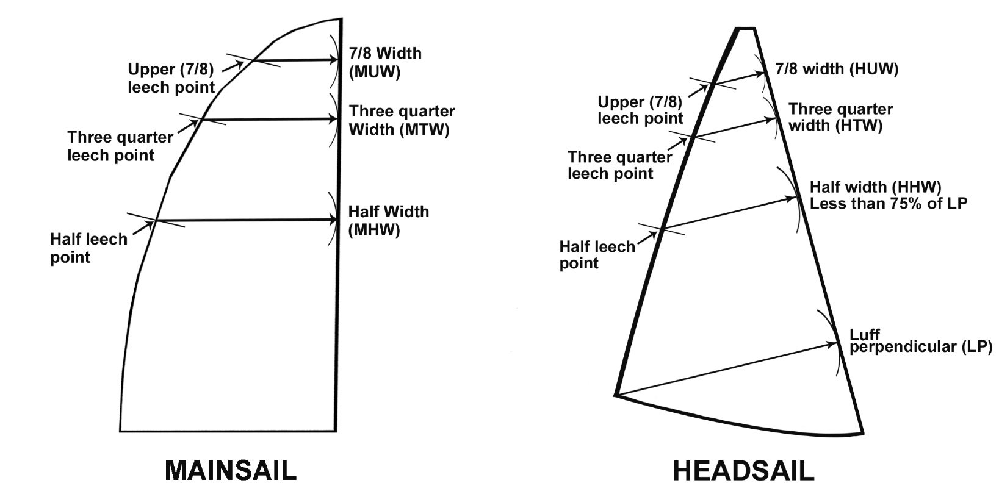 7/8 Width
(MUW)
Upper (7/8)
leech point
Three quarter
Width (MTW)
Three quarter
leech point
Half Width
(MHW)
Half leech
point
MAINSAIL
7/8 width (HUW)
Upper (7/8)
leech point
Three quarter
width (HTW)
Three quarter
leech point
Half width (HHW)
Less than 75% of LP
Half leech
point
Luff
perpendicular (LP)
HEADSAIL